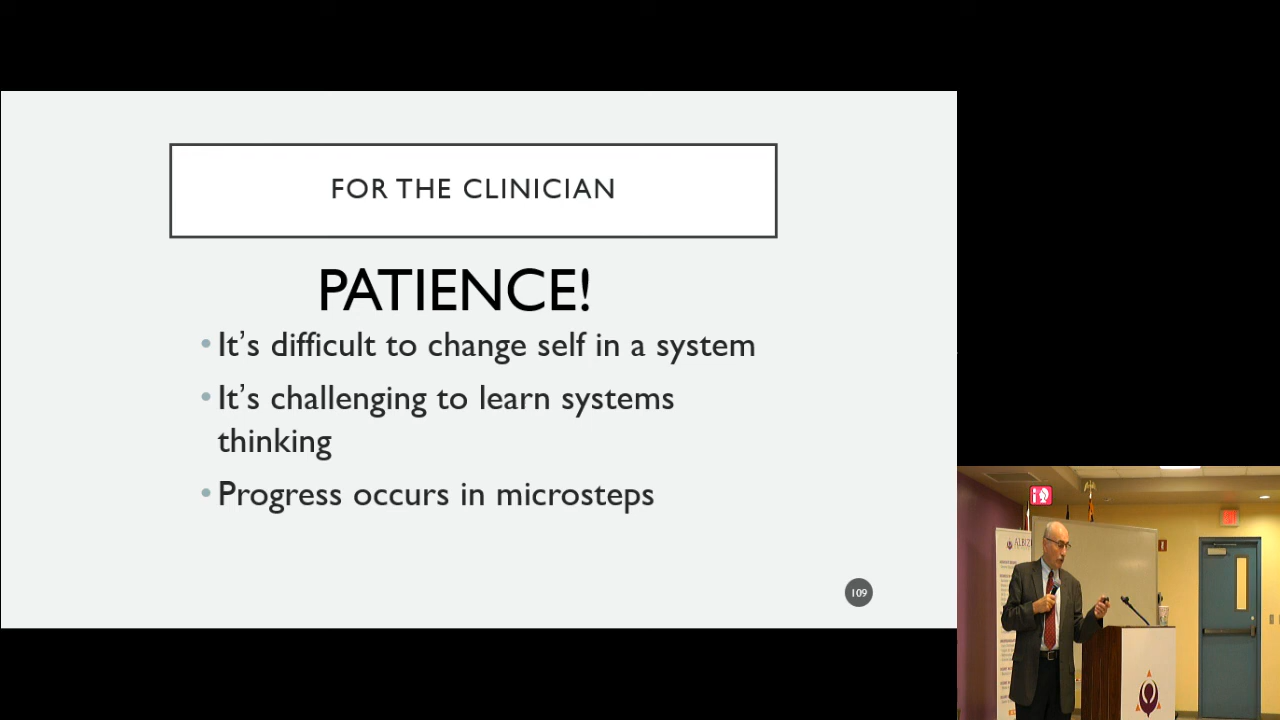 FOR THE CLINICIAN
PATIENCE!
• It’s difficult to change self in a system
• It’s challenging to learn systems
thinking
• Progress occurs in microsteps
109
ALBIZ